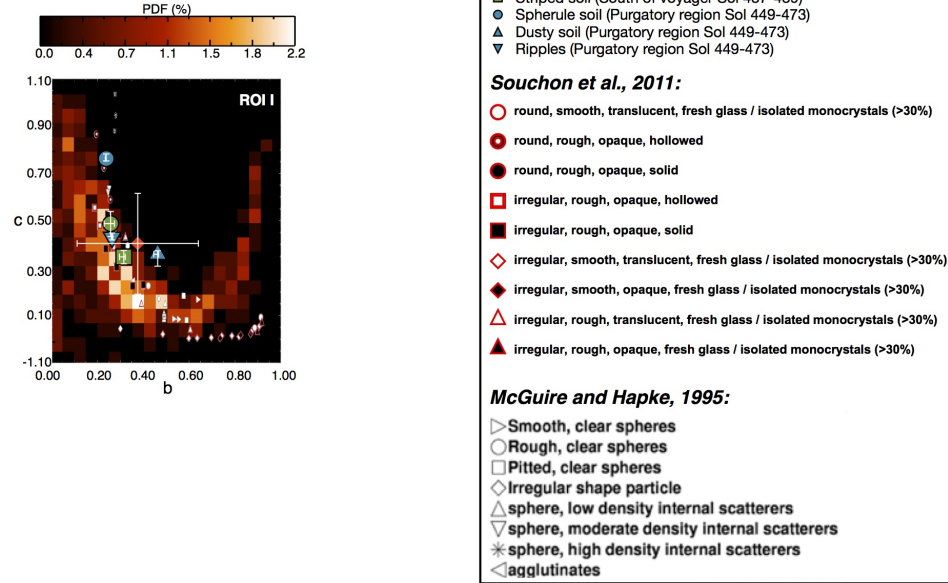 PDF (%)
0.0 0.4 0.7 1.1 1.5 1.8 2.2
ROI I
1.10
0.90
0.70
0.50
0.30
0.10
-1.10
c
0.00 0.20 0.40 0.60 0.80 1.00
b
Striped soil (South of Voyager Sol 437-439)
Spherule soil (Purgatory region Sol 449-473)
Dusty soil (Purgatory region Sol 449-473)
Ripples (Purgatory region Sol 449-473)
Souchon et al., 2011:
round, smooth, translucent, fresh glass / isolated monocrystals (>30%)
round, rough, opaque, hollowed
round, rough, opaque, solid
irregular, rough, opaque, hollowed
irregular, rough, opaque, solid
irregular, smooth, translucent, fresh glass / isolated monocrystals (>30%)
irregular, smooth, opaque, fresh glass / isolated monocrystals (>30%)
irregular, rough, translucent, fresh glass / isolated monocrystals (>30%)
irregular, rough, opaque, fresh glass / isolated monocrystals (>30%)
McGuire and Hapke, 1995:
Smooth, clear spheres
Rough, clear spheres
Pitted, clear spheres
Irregular shape particle
sphere, low density internal scatterers
sphere, moderate density internal scatterers
sphere, high density internal scatterers
agglutinates